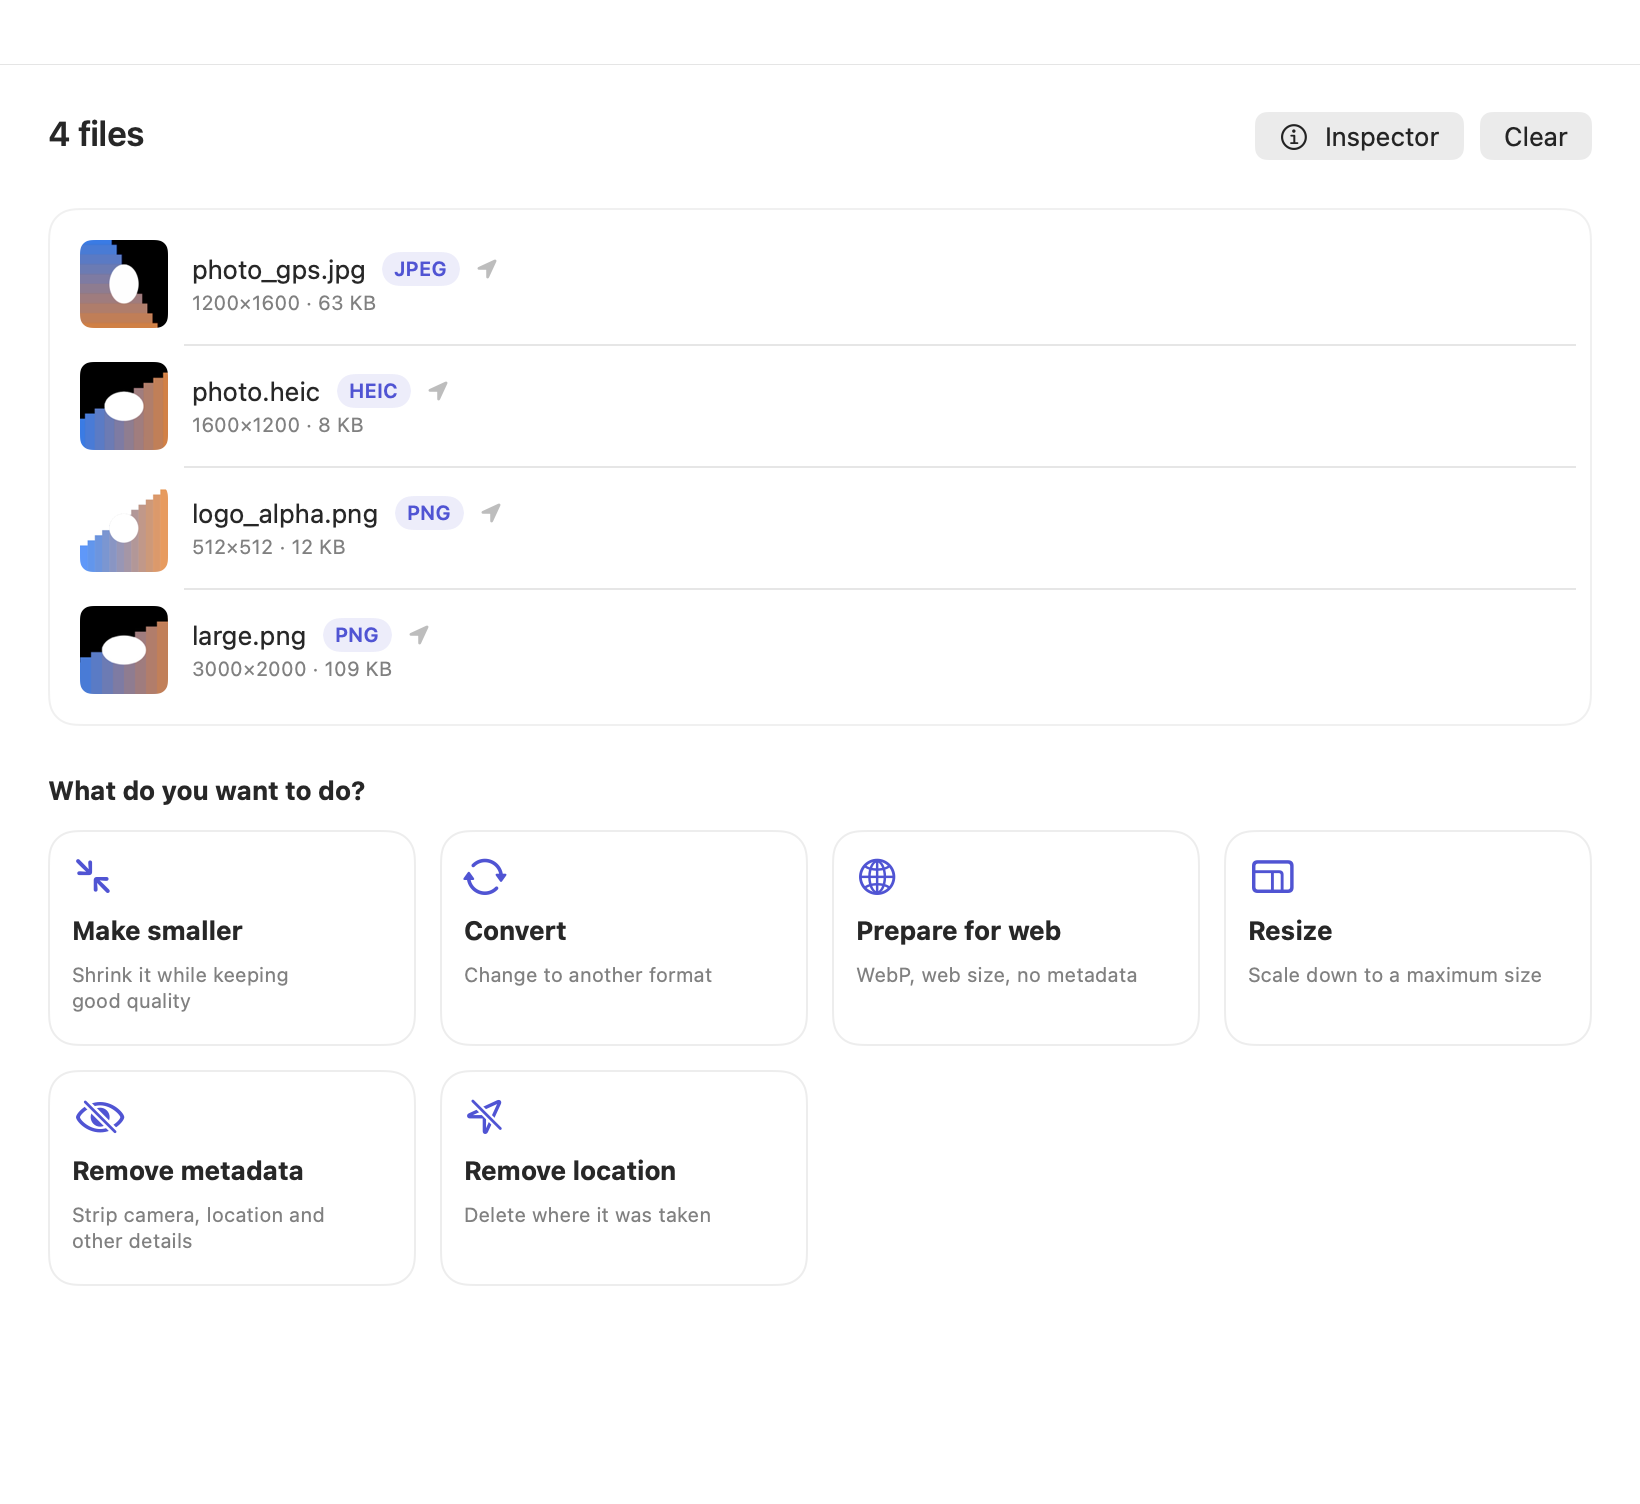 4 files
Inspector
Clear
photo_gps.jpg JPEG
1200×1600 · 63 KB
photo.heic HEIC
1600×1200 · 8 KB
logo_alpha.png PNG
512×512 · 12 KB
large.png PNG
3000×2000 · 109 KB
What do you want to do?
Make smaller
Shrink it while keeping
good quality
Convert
Change to another format
Prepare for web
WebP, web size, no metadata
Resize
Scale down to a maximum size
Remove metadata
Strip camera, location and
other details
Remove location
Delete where it was taken